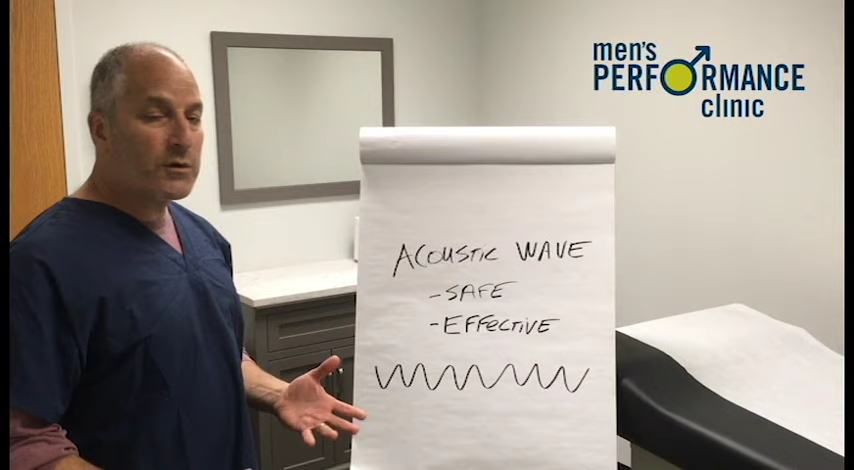 men's
PERFORMANCE
clinic
ACOUSTIC WAVE
- SAFE
- EFFECTIVE